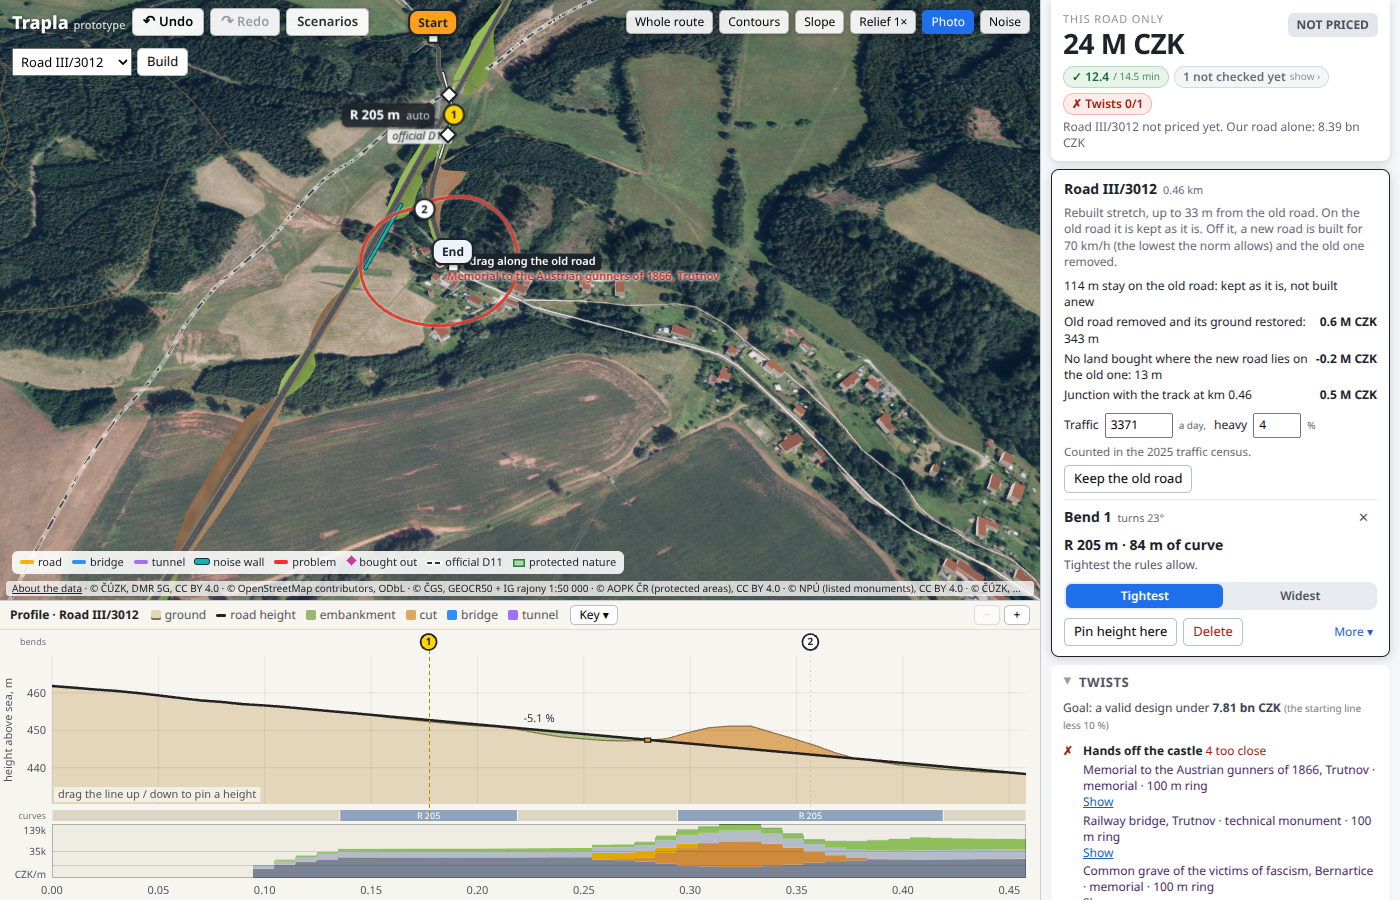 Trapla prototype
↶ Undo
↷ Redo
Scenarios
Start
Whole route
Contours
Slope
Relief 1×
Photo
Noise
Road III/3012
Build
R 205 m auto
1
official D1
2
End
drag along the old road
Memorial to the Austrian gunners of 1866, Trutnov
road
bridge
tunnel
noise wall
problem
bought out
official D11
protected nature
About the data · © ČÚZK, DMR 5G, CC BY 4.0 · © OpenStreetMap contributors, ODbL · © ČGS, GEOCR50 + IG rajony 1:50 000 · © AOPK ČR (protected areas), CC BY 4.0 · © NPÚ (listed monuments), CC BY 4.0 · © ČÚZK, ...
Profile · Road III/3012
ground
road height
embankment
cut
bridge
tunnel
Key ▾
−
+
bends
1
2
height above sea, m
460
450
440
-5.1 %
drag the line up / down to pin a height
curves
R 205
R 205
139k
35k
CZK/m
0.00
0.05
0.10
0.15
0.20
0.25
0.30
0.35
0.40
0.45
THIS ROAD ONLY
NOT PRICED
24 M CZK
✓ 12.4 / 14.5 min
1 not checked yet show ›
✗ Twists 0/1
Road III/3012 not priced yet. Our road alone: 8.39 bn
CZK
Road III/3012 0.46 km
Rebuilt stretch, up to 33 m from the old road. On the
old road it is kept as it is. Off it, a new road is built for
70 km/h (the lowest the norm allows) and the old one
removed.
114 m stay on the old road: kept as it is, not built
anew
Old road removed and its ground restored: 0.6 M CZK
343 m
No land bought where the new road lies on -0.2 M CZK
the old one: 13 m
Junction with the track at km 0.46 0.5 M CZK
Traffic 3371 a day, heavy 4 %
Counted in the 2025 traffic census.
Keep the old road
Bend 1 turns 23°
✕
R 205 m · 84 m of curve
Tightest the rules allow.
Tightest
Widest
Pin height here
Delete
More ▾
▼ TWISTS
Goal: a valid design under 7.81 bn CZK (the starting line
less 10 %)
✗ Hands off the castle 4 too close
Memorial to the Austrian gunners of 1866, Trutnov ·
memorial · 100 m ring
Show
Railway bridge, Trutnov · technical monument · 100
m ring
Show
Common grave of the victims of fascism, Bernartice
· memorial · 100 m ring